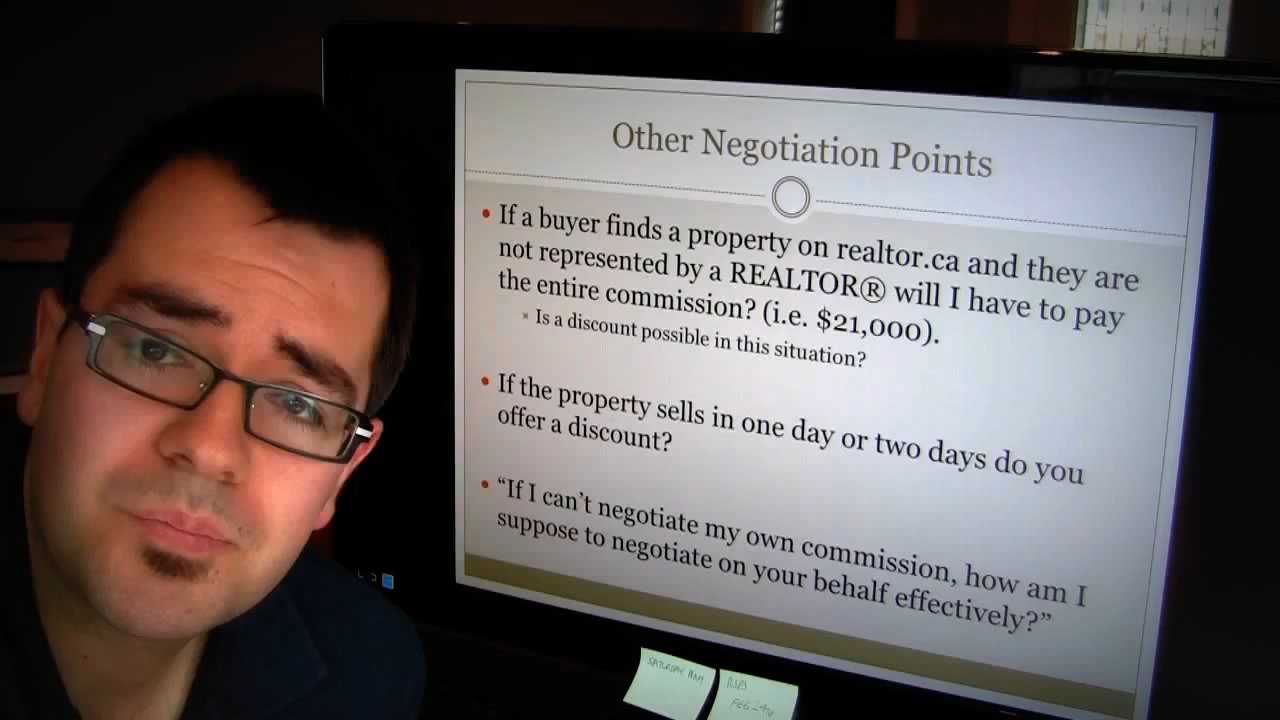 Other Negotiation Points
• If a buyer finds a property on realtor.ca and they are
not represented by a REALTOR® will I have to pay
the entire commission? (i.e. $21,000).
Is a discount possible in this situation?
• If the property sells in one day or two days do you
offer a discount?
• “If I can’t negotiate my own commission, how am I
suppose to negotiate on your behalf effectively?”
SATURDAY 11AM
FEB